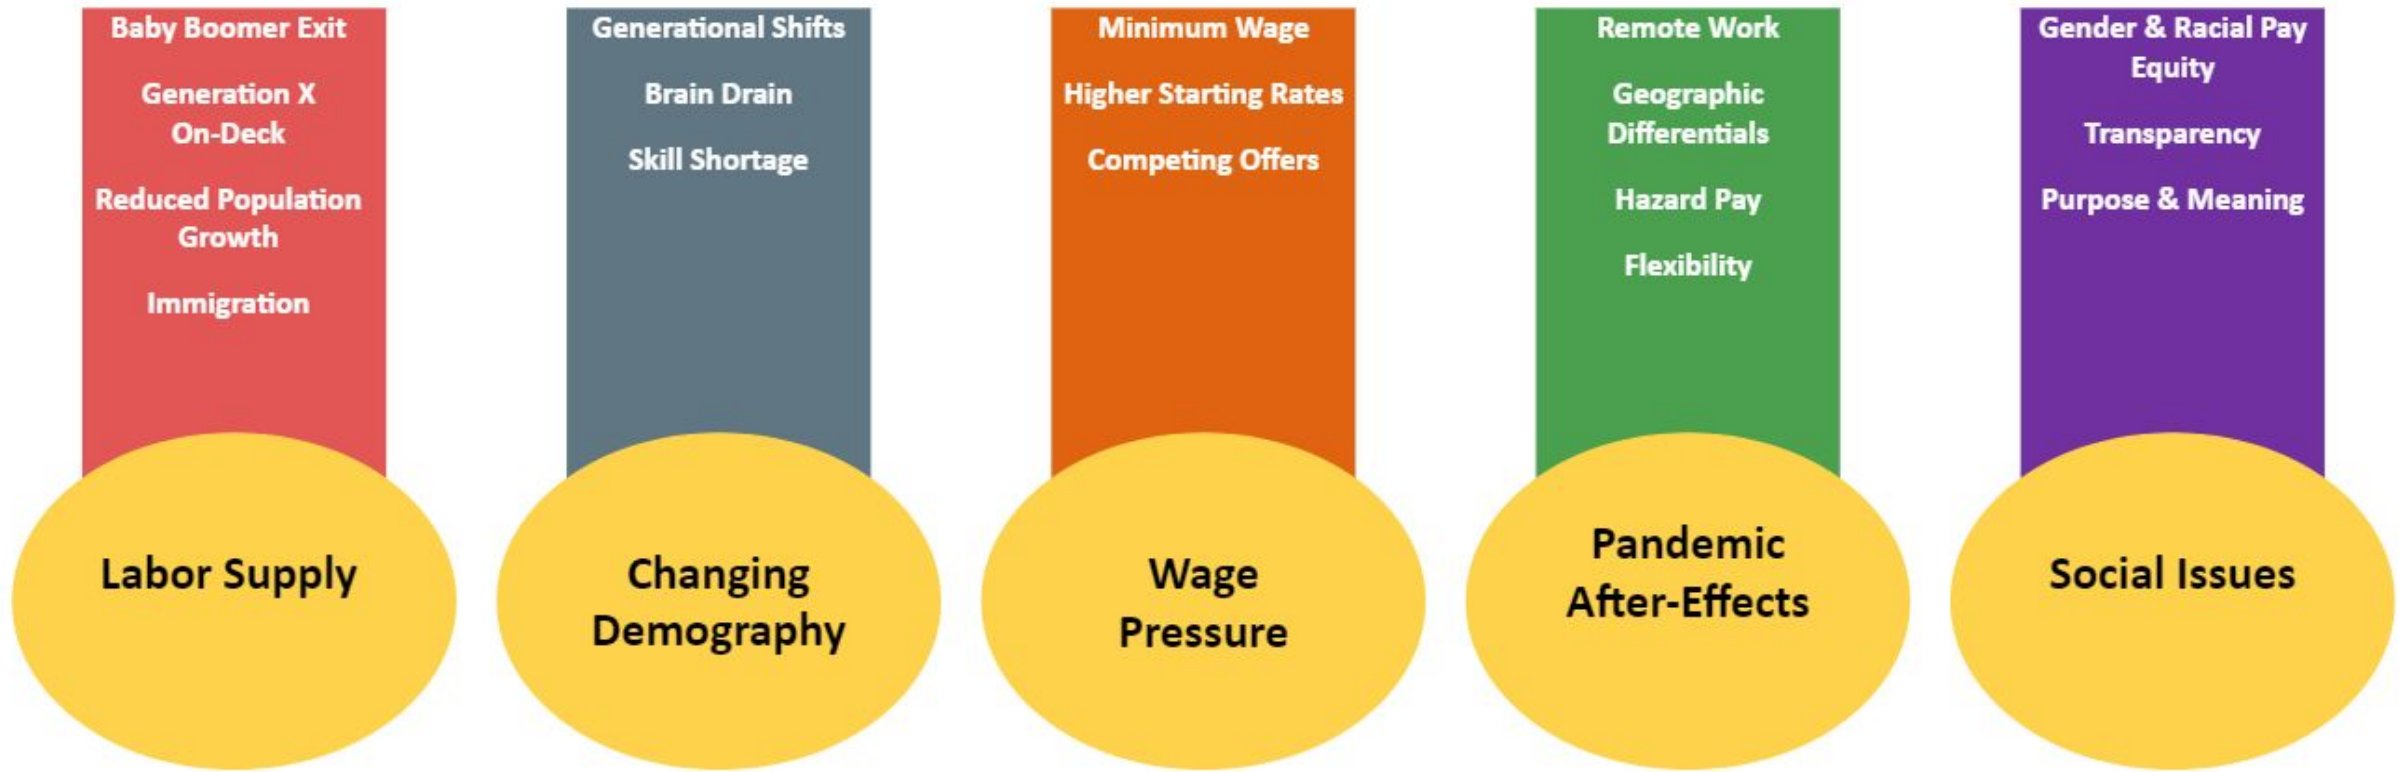 Baby Boomer Exit
Generation X
On-Deck
Reduced Population
Growth
Immigration
Labor Supply
Generational Shifts
Brain Drain
Skill Shortage
Changing
Demography
Minimum Wage
Higher Starting Rates
Competing Offers
Wage
Pressure
Remote Work
Geographic
Differentials
Hazard Pay
Flexibility
Pandemic
After-Effects
Gender & Racial Pay
Equity
Transparency
Purpose & Meaning
Social Issues